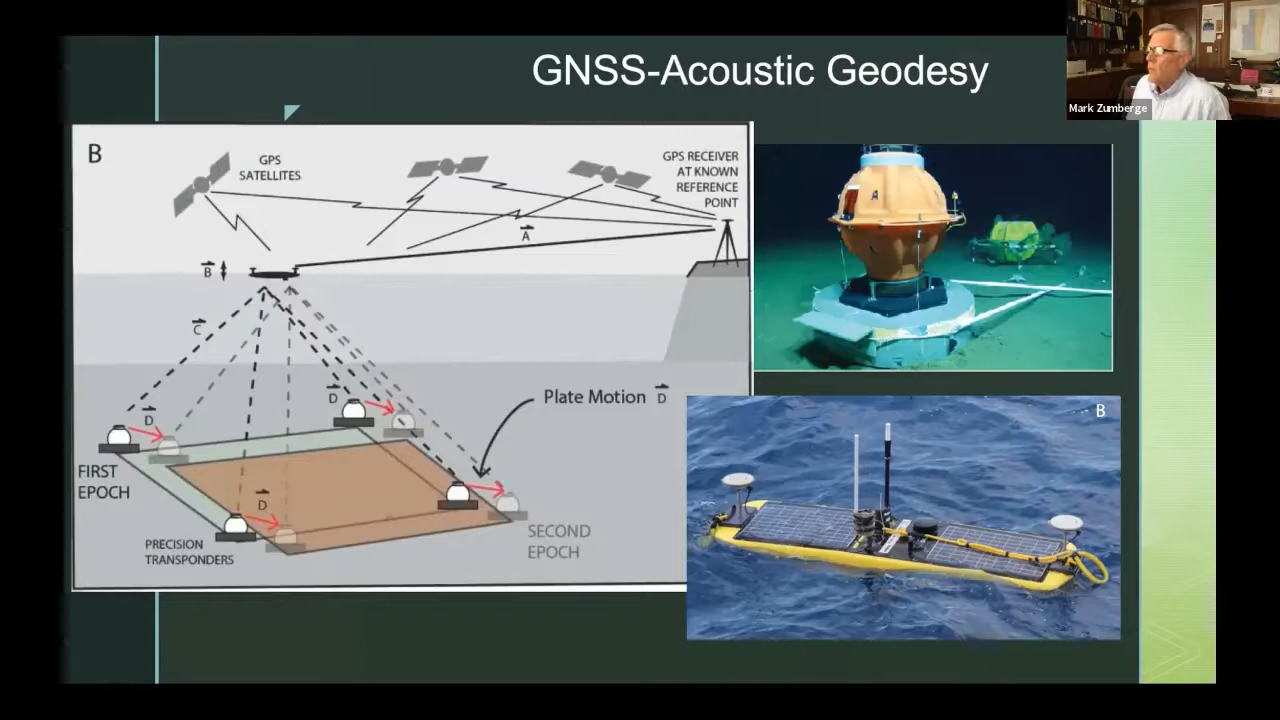 GNSS-Acoustic Geodesy
Mark Zumberge
B
GPS
SATELLITES
GPS RECEIVER
AT KNOWN
REFERENCE
POINT
A
B
C
D
D
Plate Motion D
FIRST
EPOCH
D
PRECISION
TRANSPONDERS
SECOND
EPOCH
B